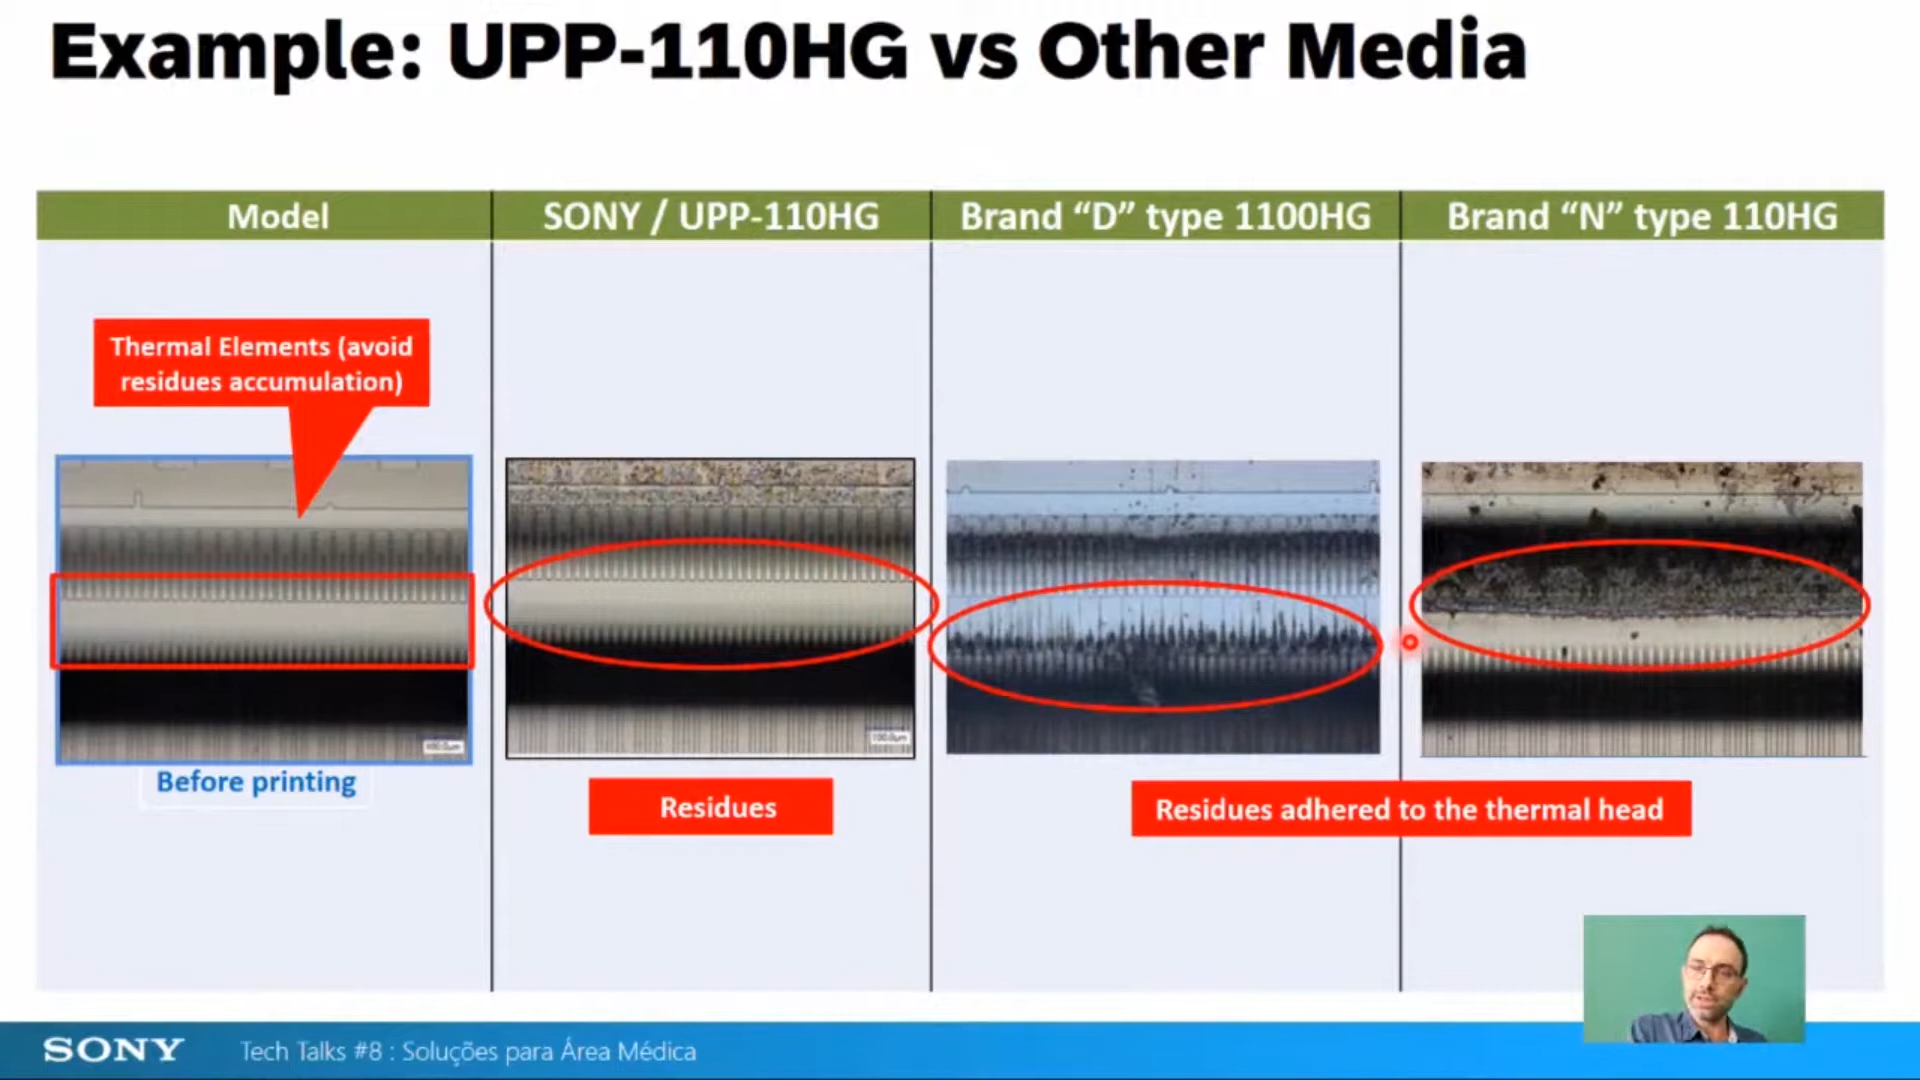 Example: UPP-110HG vs Other Media
Model
SONY / UPP-110HG
Brand “D” type 1100HG
Brand “N” type 110HG
Thermal Elements (avoid
residues accumulation)
100.0µm
Before printing
Residues
Residues adhered to the thermal head
SONY
Tech Talks #8 : Soluções para Área Médica